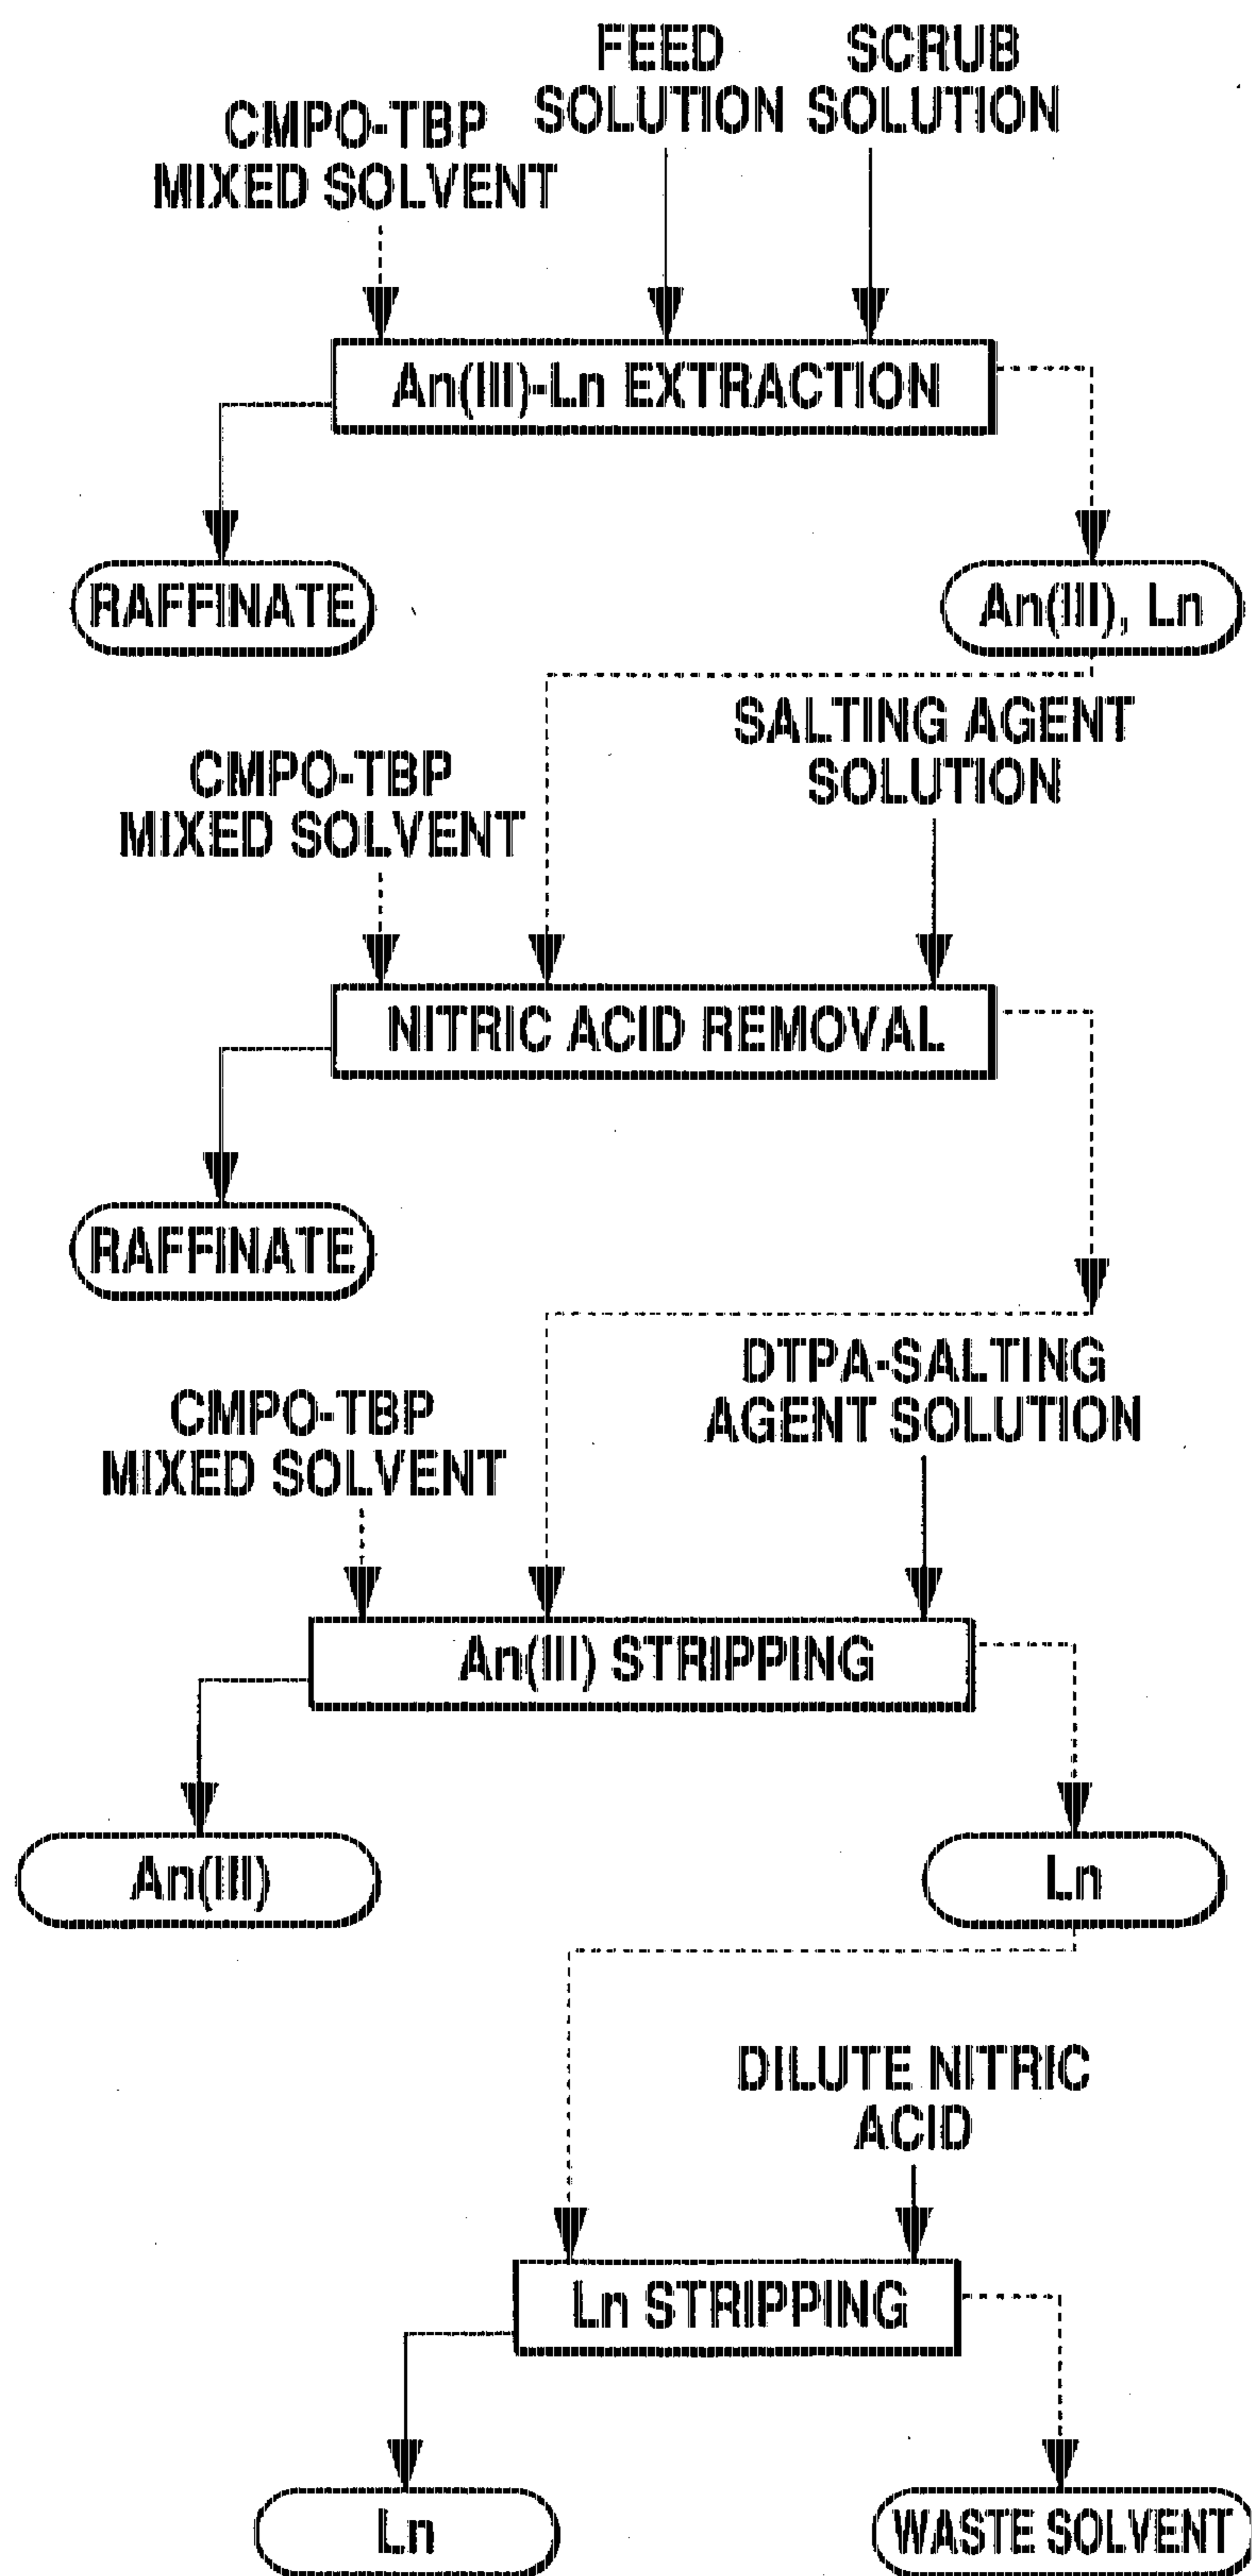 FEED
SOLUTION
SCRUB
SOLUTION
CMPO-TBP
MIXED SOLVENT
An(III)-Ln EXTRACTION
RAFFINATE
An(III), Ln
SALTING AGENT
SOLUTION
CMPO-TBP
MIXED SOLVENT
NITRIC ACID REMOVAL
RAFFINATE
DTPA-SALTING
AGENT SOLUTION
CMPO-TBP
MIXED SOLVENT
An(III) STRIPPING
An(III)
Ln
DILUTE NITRIC
ACID
Ln STRIPPING
Ln
WASTE SOLVENT